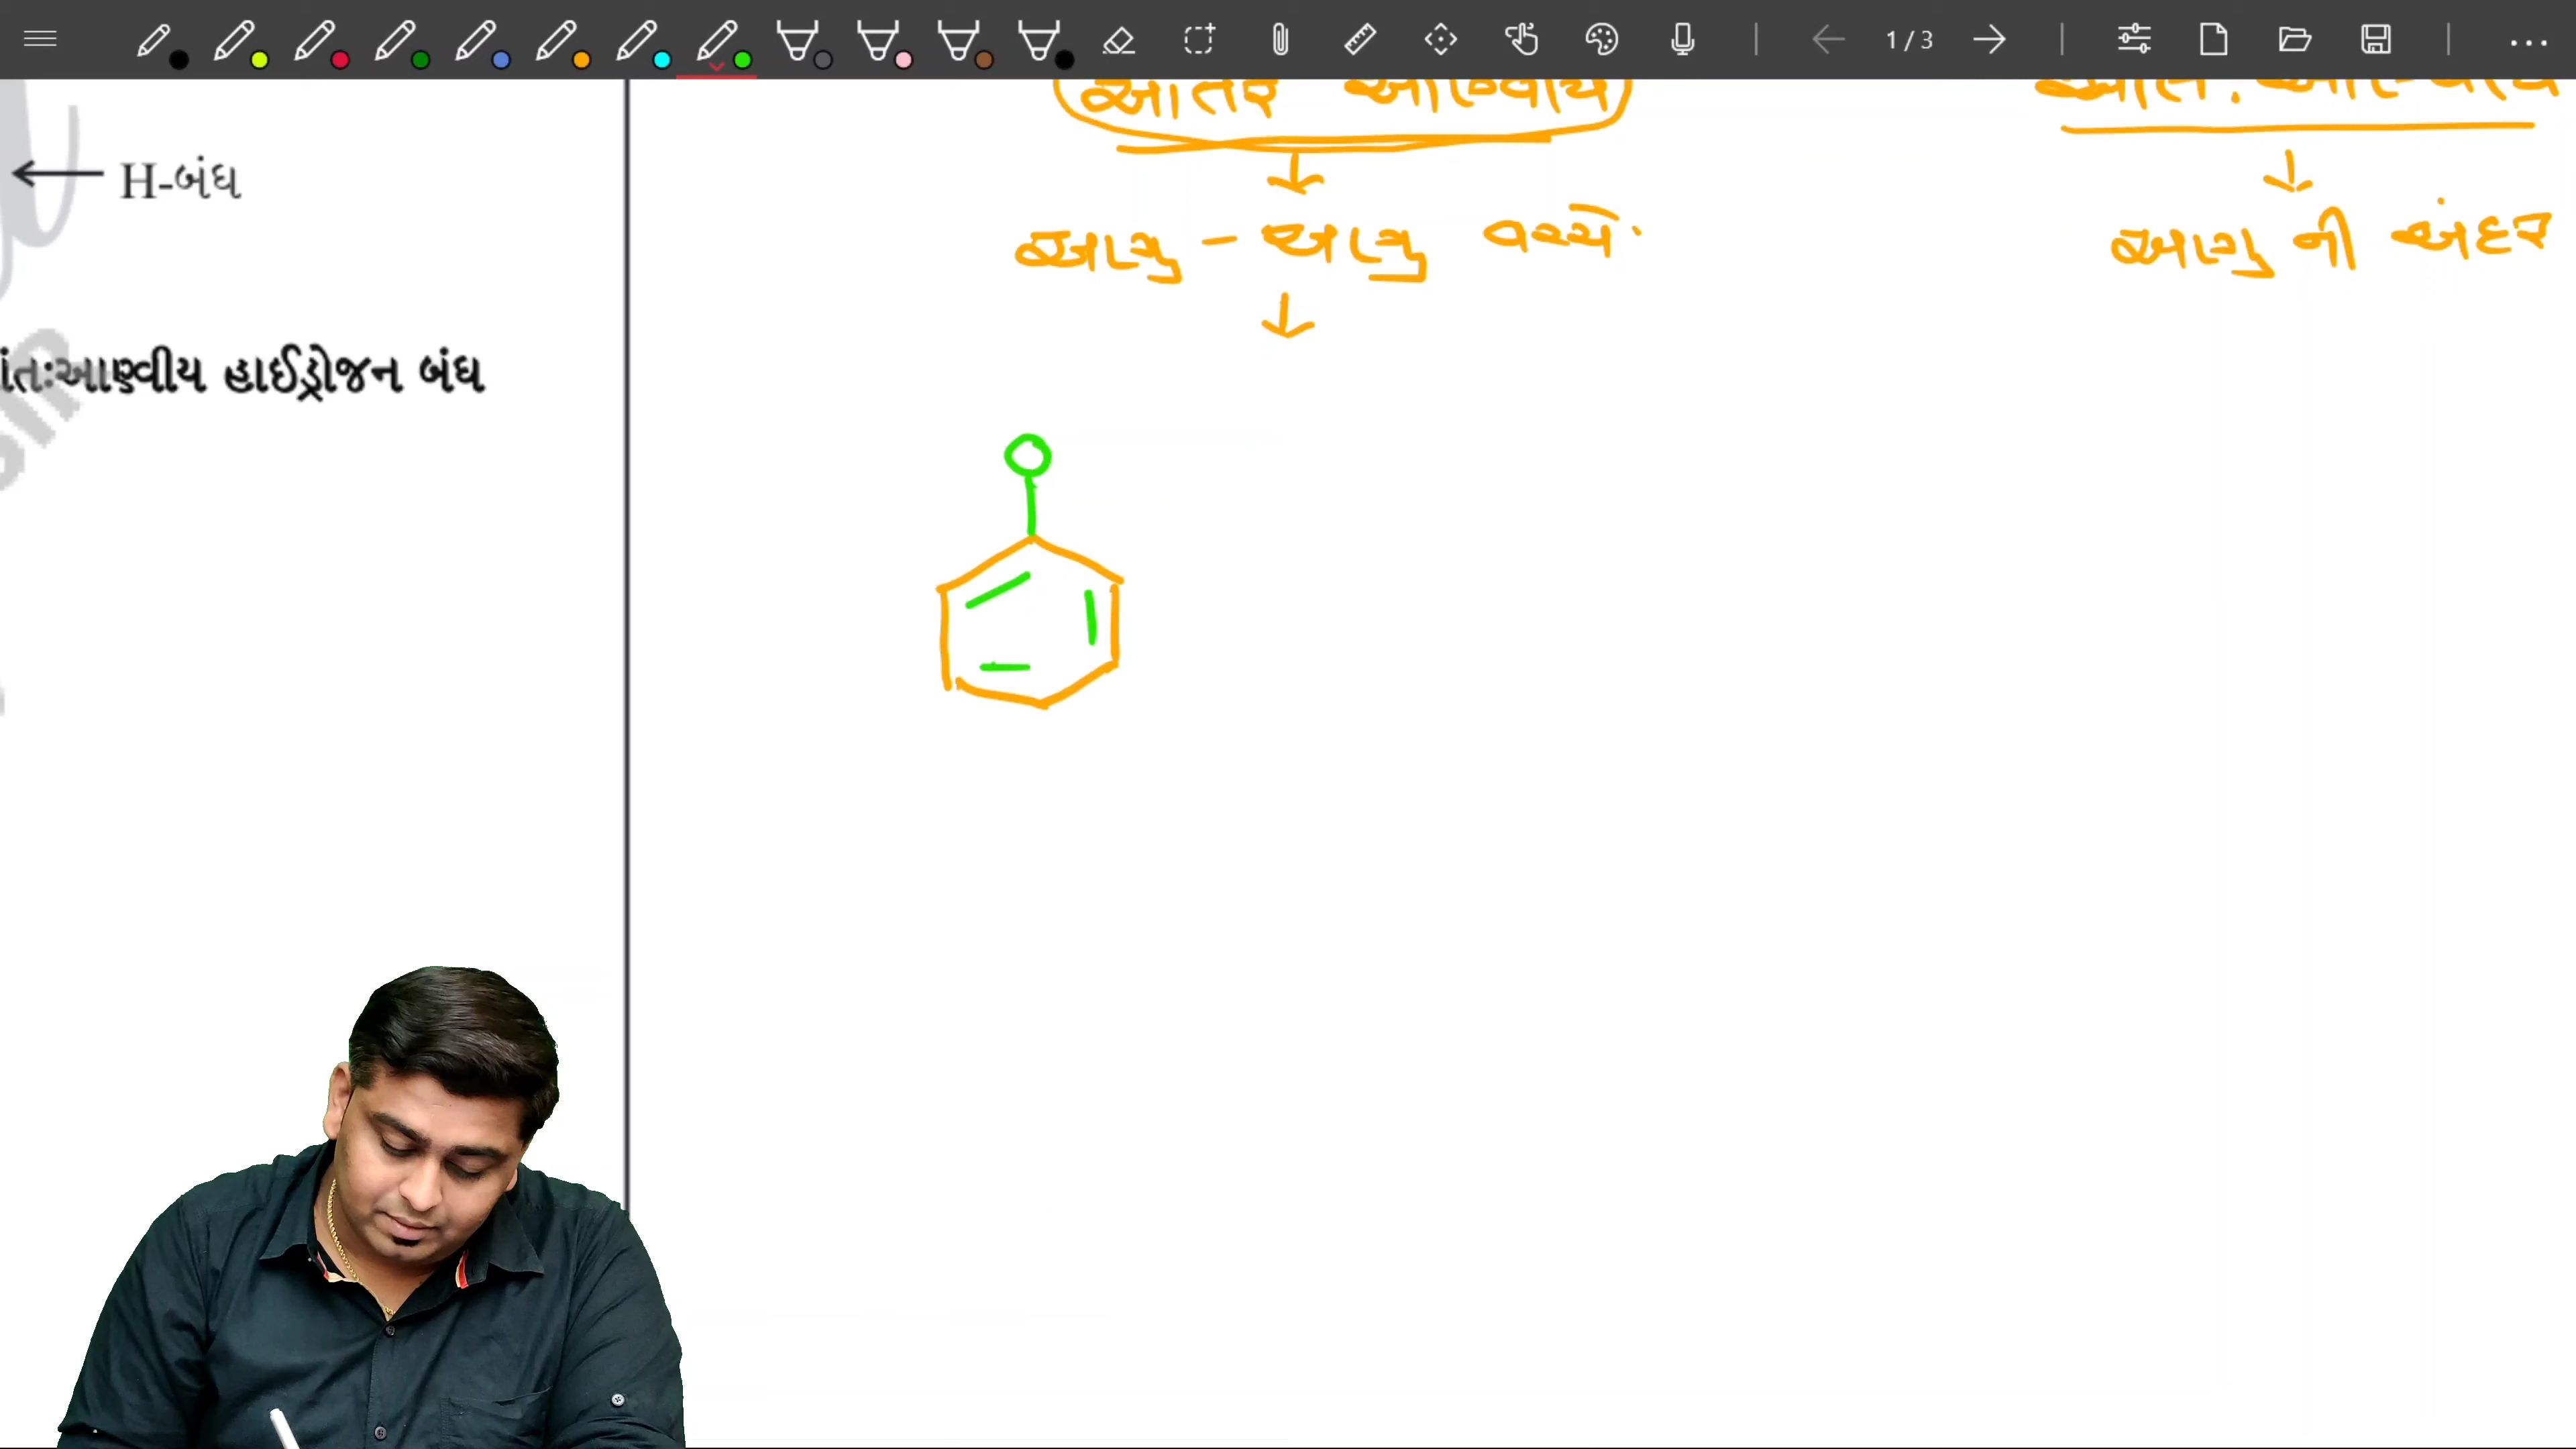 1 / 3
આંતર આણ્વીય
H-બંધ
અણુ - અણુ વચ્ચે
અણુ ની અંદર
આણ્વીય હાઈડ્રોજન બંધ
O